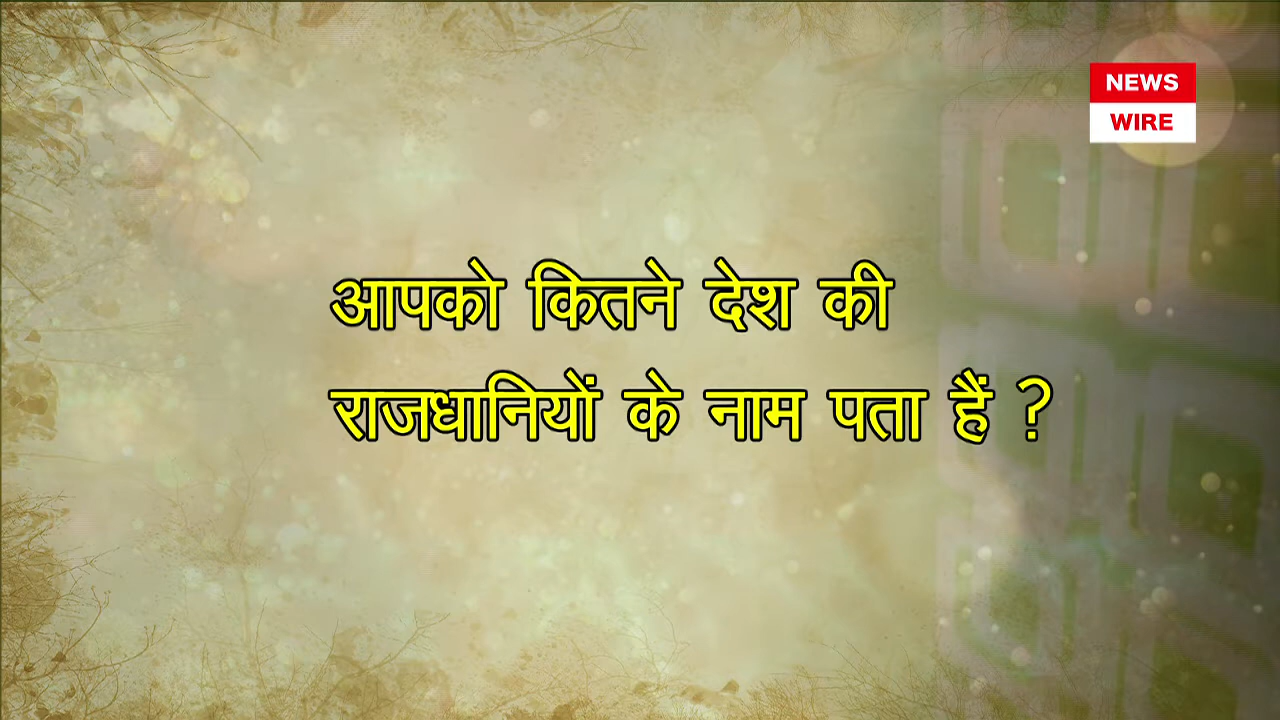 NEWS
WIRE
आपको कितने देश की
राजधानियों के नाम पता हैं ?